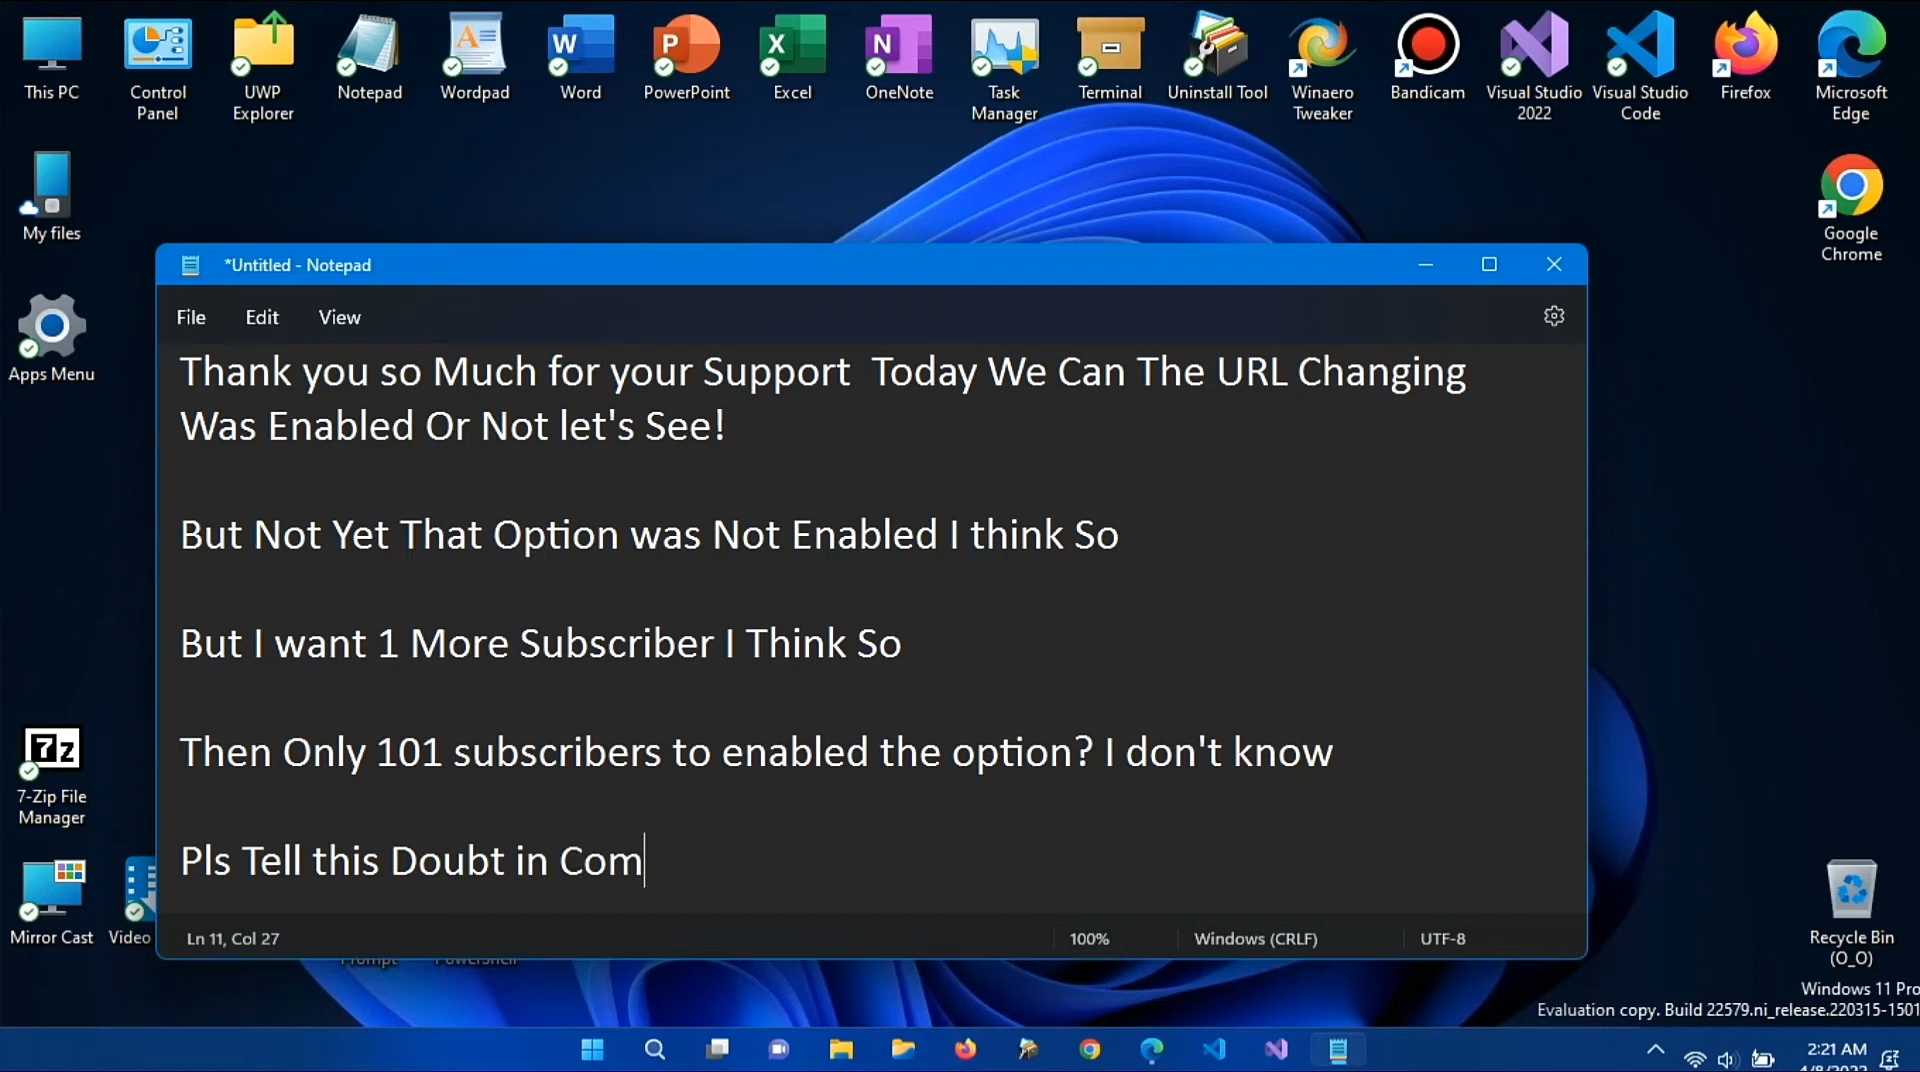 This PC
Control
Panel
UWP
Explorer
Notepad
Wordpad
Word
PowerPoint
Excel
OneNote
Task
Manager
Terminal
Uninstall Tool
Winaero
Tweaker
Bandicam
Visual Studio
2022
Visual Studio
Code
Firefox
Microsoft
Edge
My files
Google
Chrome
Apps Menu
*Untitled - Notepad
File Edit View
Thank you so Much for your Support  Today We Can The URL Changing
Was Enabled Or Not let's See!
But Not Yet That Option was Not Enabled I think So
But I want 1 More Subscriber I Think So
Then Only 101 subscribers to enabled the option? I don't know
Pls Tell this Doubt in Com
Ln 11, Col 27
100%
Windows (CRLF)
UTF-8
7-Zip File
Manager
Mirror Cast
Video
Prompt
PowerShell
Recycle Bin
(O_O)
Windows 11 Pro
Evaluation copy. Build 22579.ni_release.220315-1501
2:21 AM
4/8/2022